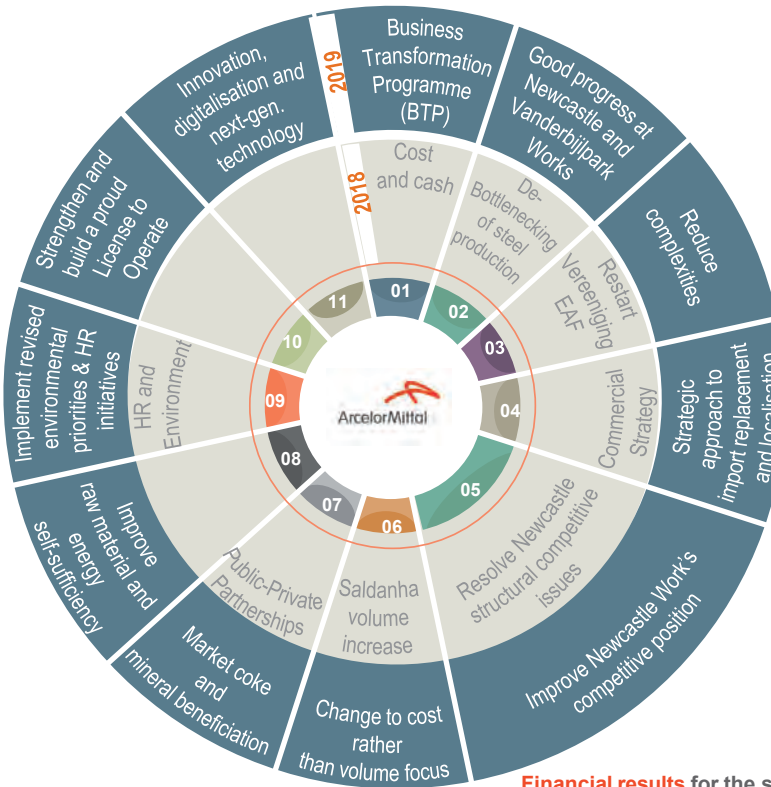 2019
Business
Transformation
Programme
(BTP)
Good progress at
Newcastle and
Vanderbijlpark
Works
Reduce
complexities
Strategic
approach to
import replacement
and localisation
Improve Newcastle Work's
competitive position
Change to cost
rather
than volume focus
Market coke
and
mineral beneficiation
Improve
raw material and
energy
self-sufficiency
Implement revised
environmental
priorities & HR
initiatives
Strengthen and
build a proud
License to
Operate
Innovation,
digitalisation and
next-gen.
technology
2018
Cost
and cash
De-
Bottlenecking
of steel
production
Restart
Vereeniging
EAF
Commercial
Strategy
Resolve Newcastle
structural competitive
issues
Saldanha
volume
increase
Public-Private
Partnerships
HR and
Environment
01
02
03
04
05
06
07
08
09
10
11
ArcelorMittal
Financial results for the s